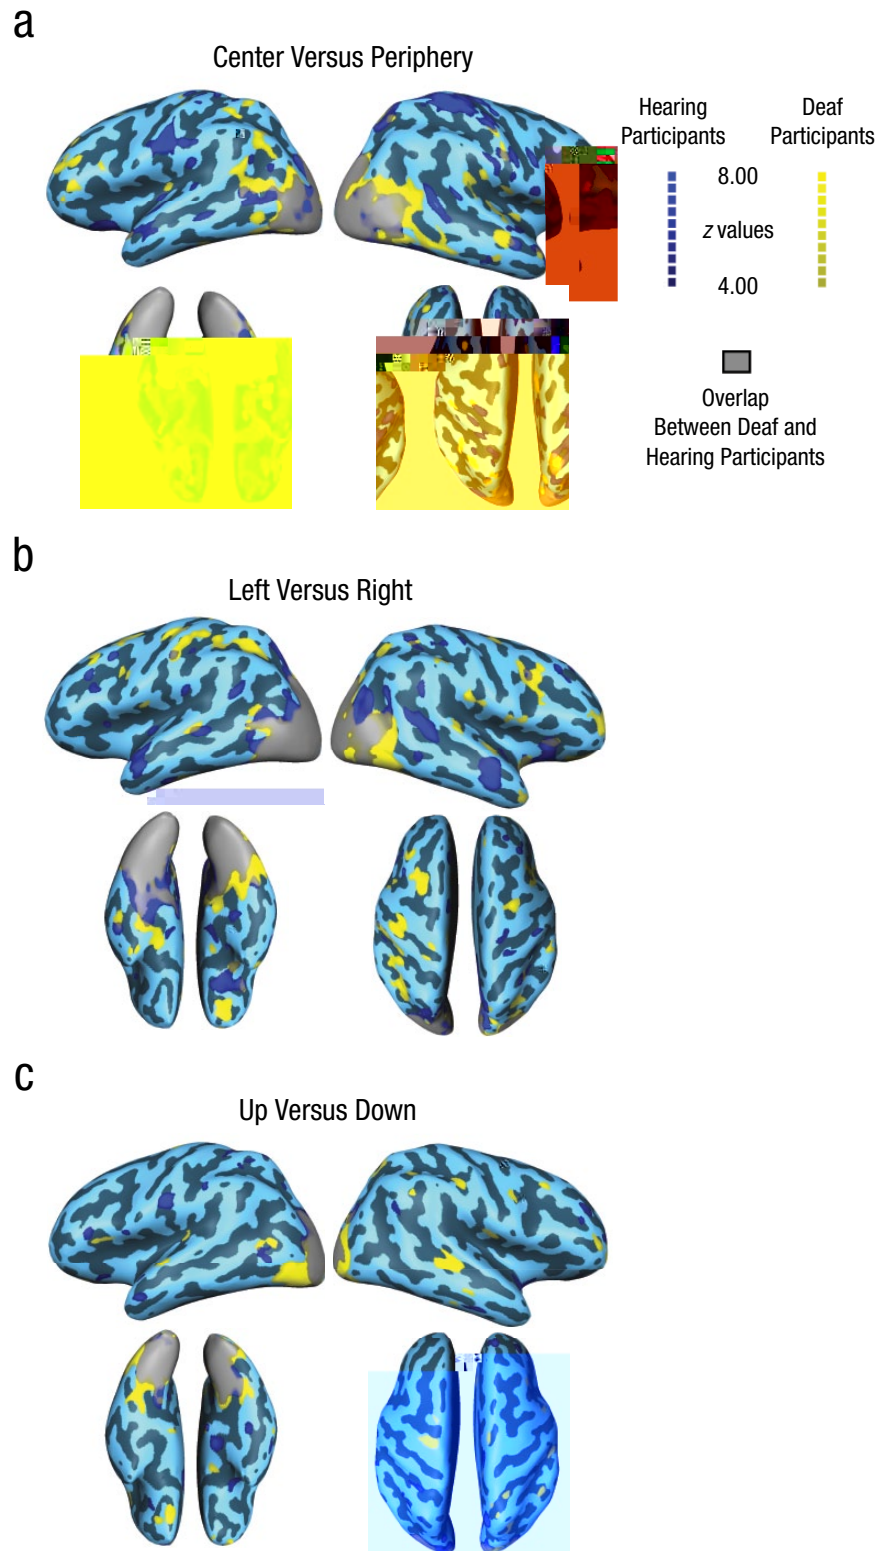 a
Center Versus Periphery
Hearing
Participants
Deaf
Participants
8.00
z values
4.00
Overlap
Between Deaf and
Hearing Participants
b
Left Versus Right
c
Up Versus Down